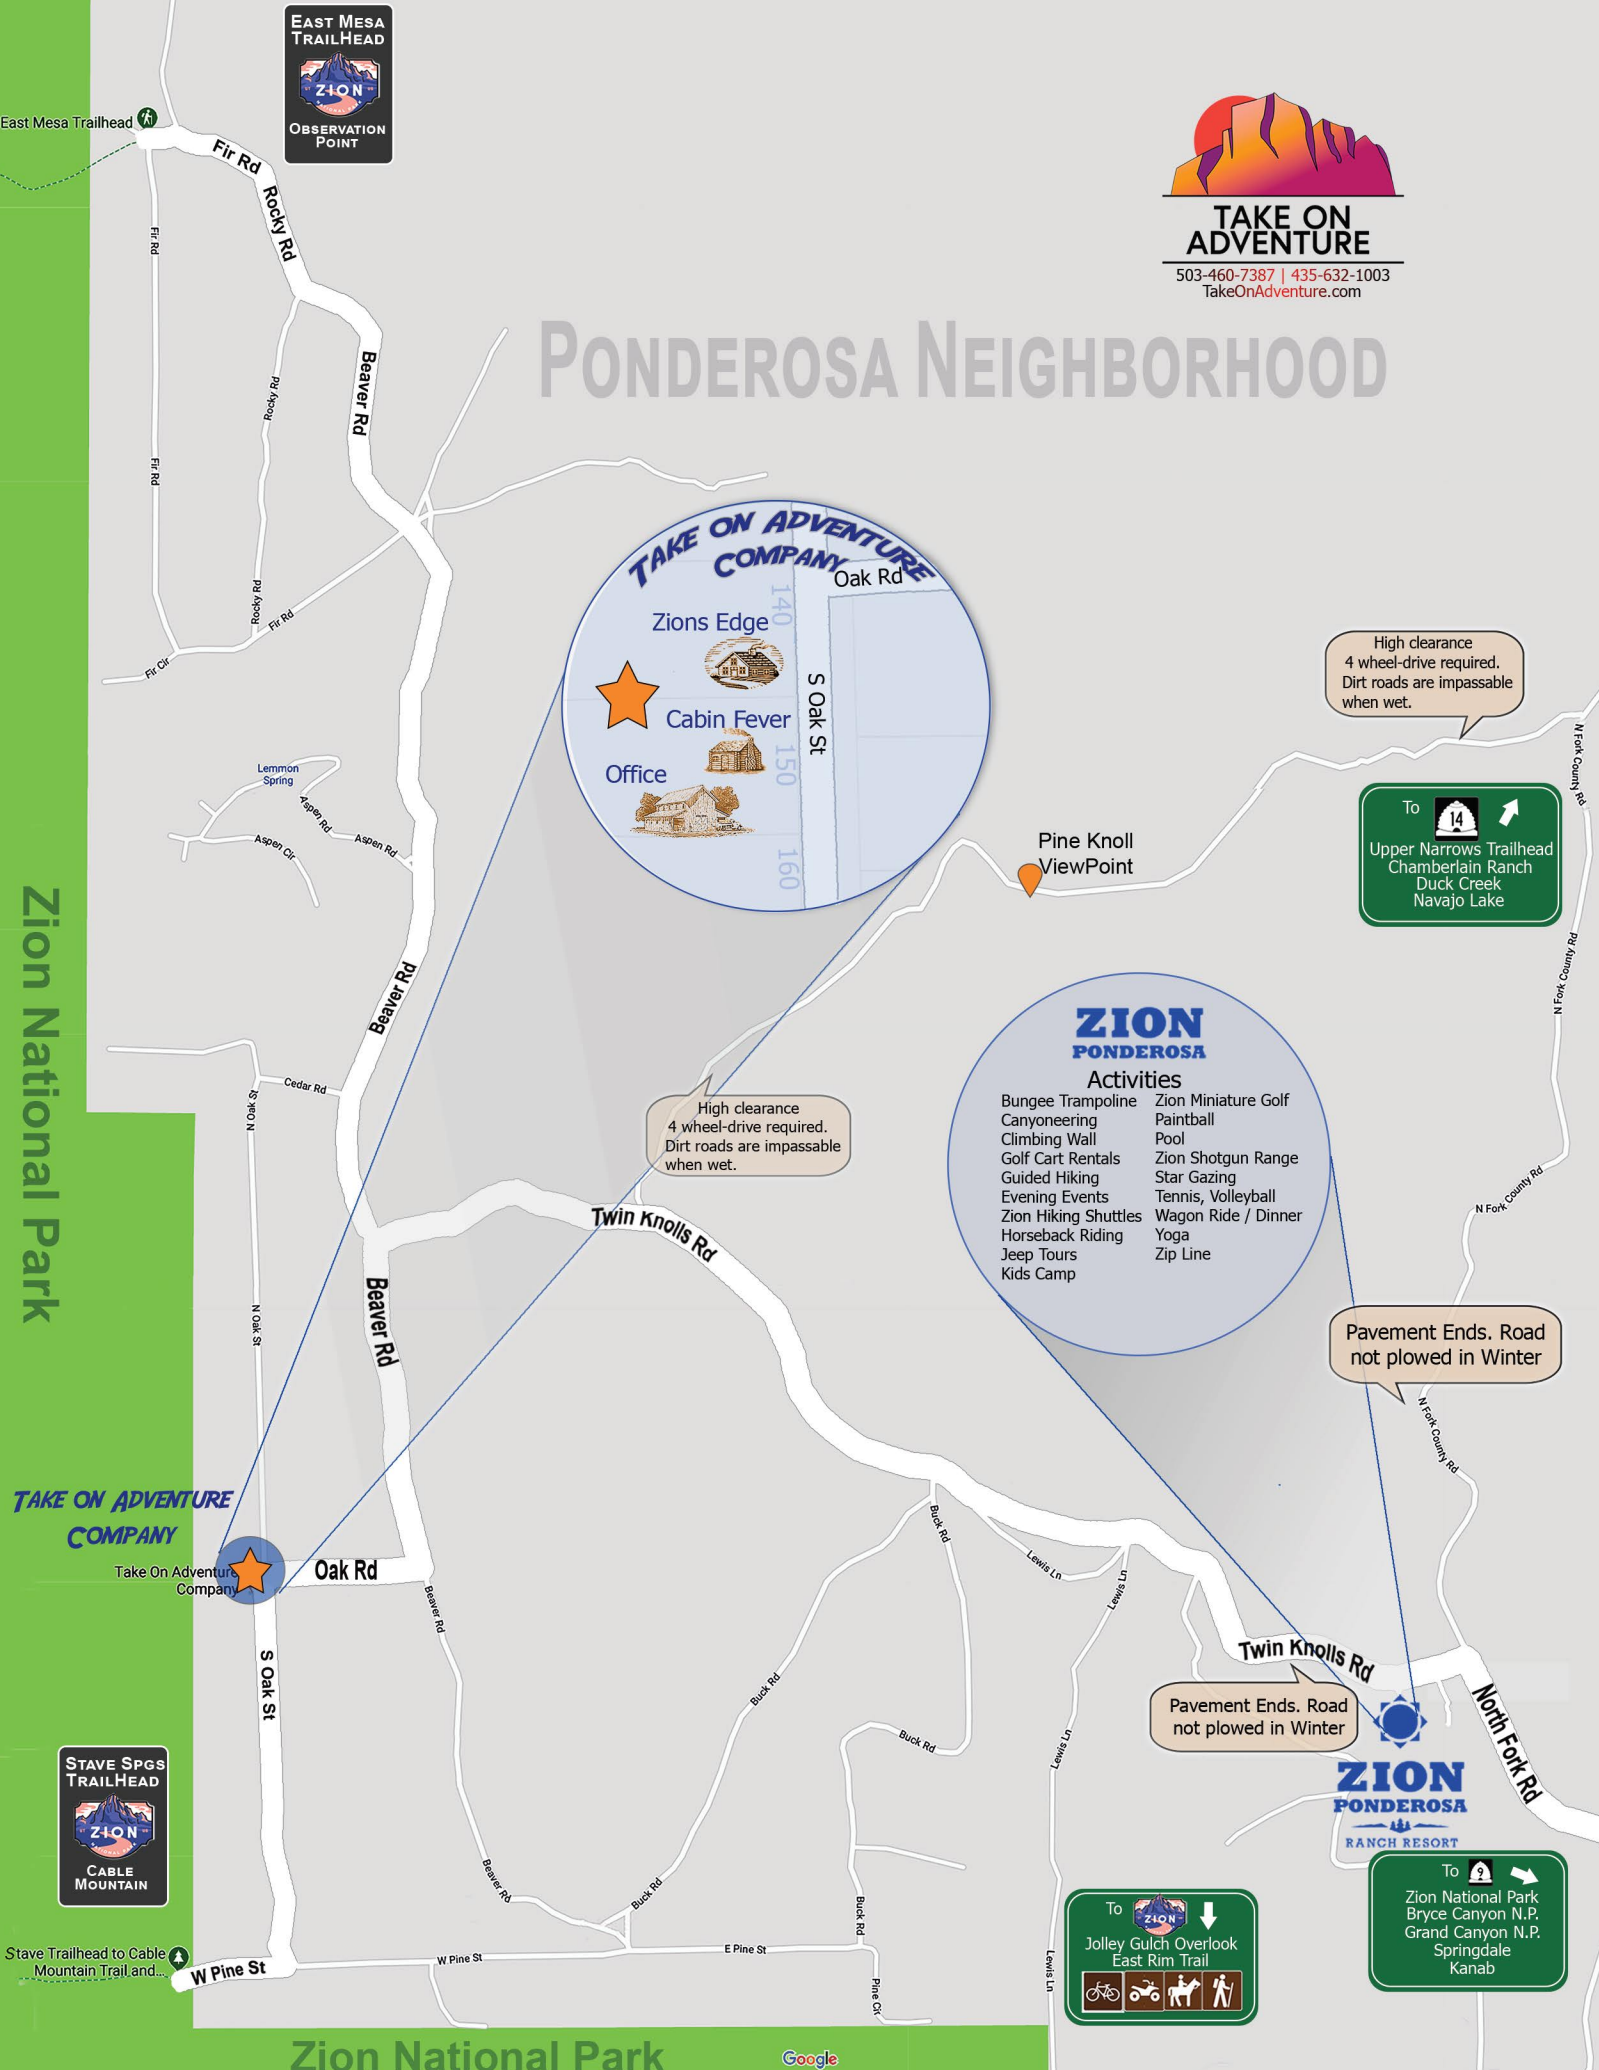 EAST MESA
TRAILHEAD
ZION
NATIONAL PARK
OBSERVATION
POINT
East Mesa Trailhead
Fir Rd
Rocky Rd
Fir Rd
Beaver Rd
Rocky Rd
Fir Rd
Rocky Rd
Fir Rd
Fir Cir
TAKE ON
ADVENTURE
503-460-7387 | 435-632-1003
TakeOnAdventure.com
PONDEROSA NEIGHBORHOOD
TAKE ON ADVENTURE
COMPANY
Oak Rd
140
Zions Edge
S Oak St
Cabin Fever
150
Office
160
High clearance
4 wheel-drive required.
Dirt roads are impassable
when wet.
N Fork County Rd
To 14
Upper Narrows Trailhead
Chamberlain Ranch
Duck Creek
Navajo Lake
Pine Knoll
ViewPoint
Lemmon
Spring
Aspen Rd
Aspen Cir
Aspen Rd
Zion National Park
Beaver Rd
N Fork County Rd
ZION
PONDEROSA
Activities
Bungee Trampoline
Canyoneering
Climbing Wall
Golf Cart Rentals
Guided Hiking
Evening Events
Zion Hiking Shuttles
Horseback Riding
Jeep Tours
Kids Camp
Zion Miniature Golf
Paintball
Pool
Zion Shotgun Range
Star Gazing
Tennis, Volleyball
Wagon Ride / Dinner
Yoga
Zip Line
Cedar Rd
N Oak St
High clearance
4 wheel-drive required.
Dirt roads are impassable
when wet.
N Fork County Rd
Twin Knolls Rd
Beaver Rd
N Oak St
Pavement Ends. Road
not plowed in Winter
N Fork County Rd
TAKE ON ADVENTURE
COMPANY
Take On Adventure
Company
Oak Rd
Beaver Rd
Buck Rd
Lewis Ln
Lewis Ln
S Oak St
Buck Rd
Buck Rd
Lewis Ln
Twin Knolls Rd
Pavement Ends. Road
not plowed in Winter
North Fork Rd
ZION
PONDEROSA
RANCH RESORT
STAVE SPGS
TRAILHEAD
ZION
CABLE
MOUNTAIN
Beaver Rd
Buck Rd
Buck Rd
To 9
Zion National Park
Bryce Canyon N.P.
Grand Canyon N.P.
Springdale
Kanab
To ZION
Jolley Gulch Overlook
East Rim Trail
Stave Trailhead to Cable
Mountain Trail and...
W Pine St
W Pine St
E Pine St
Pine Cir
Lewis Ln
Zion National Park
Google